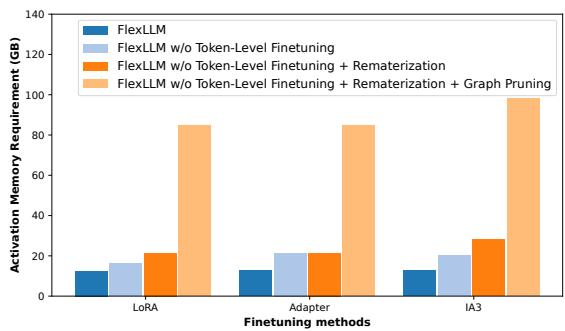 Activation Memory Requirement (GB)
140
120
100
80
60
40
20
0
FlexLLM
FlexLLM w/o Token-Level Finetuning
FlexLLM w/o Token-Level Finetuning + Rematerization
FlexLLM w/o Token-Level Finetuning + Rematerization + Graph Pruning
LoRA
Adapter
IA3
Finetuning methods